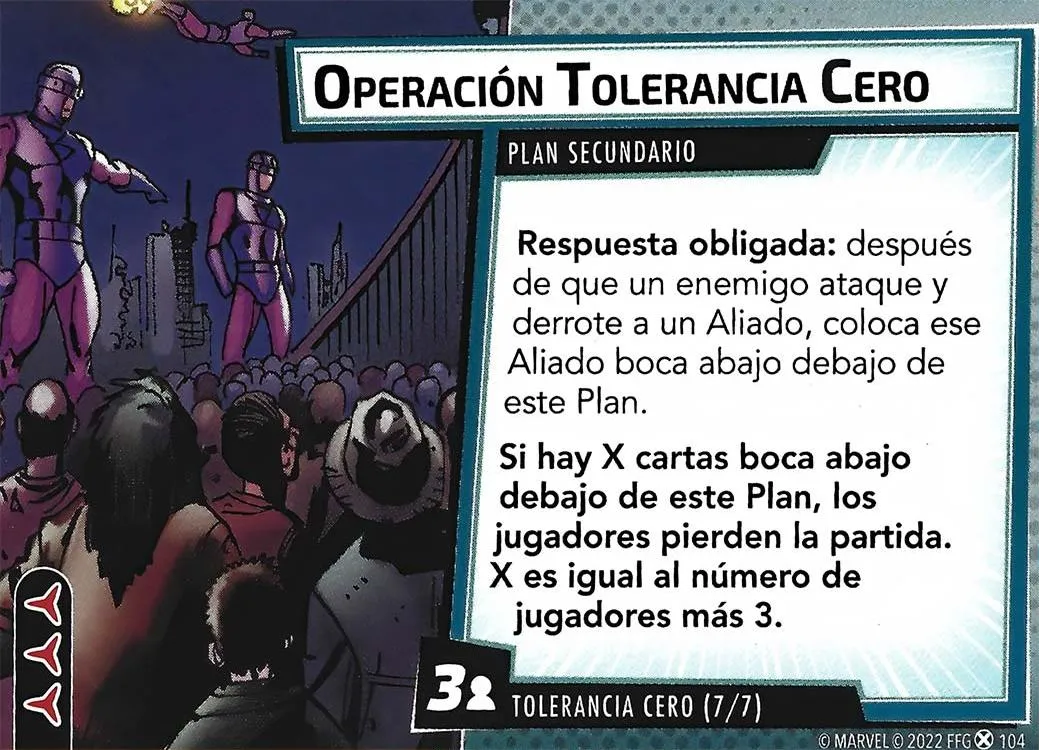 Operación Tolerancia Cero
PLAN SECUNDARIO
Respuesta obligada: después
de que un enemigo ataque y
derrote a un Aliado, coloca ese
Aliado boca abajo debajo de
este Plan.
Si hay X cartas boca abajo
debajo de este Plan, los
jugadores pierden la partida.
X es igual al número de
jugadores más 3.
3
TOLERANCIA CERO (7/7)
© MARVEL © 2022 FFG 104